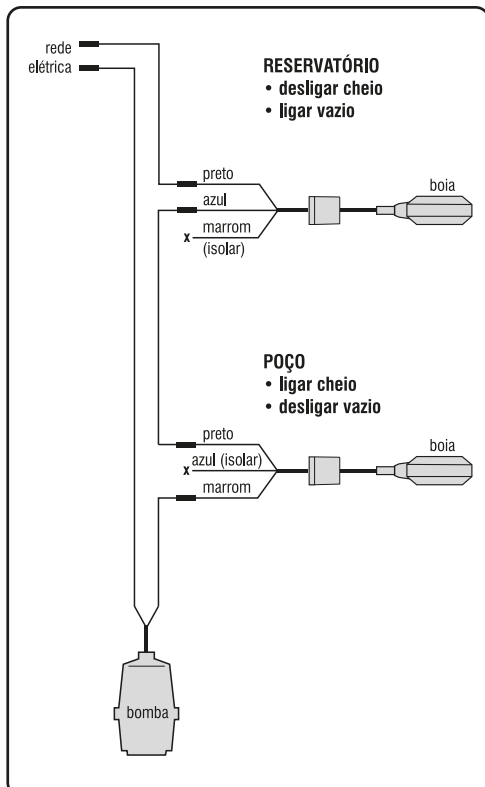 rede
elétrica
RESERVATÓRIO
• desligar cheio
• ligar vazio
preto
azul
x marrom
(isolar)
boia
POÇO
• ligar cheio
• desligar vazio
preto
x azul (isolar)
marrom
boia
bomba